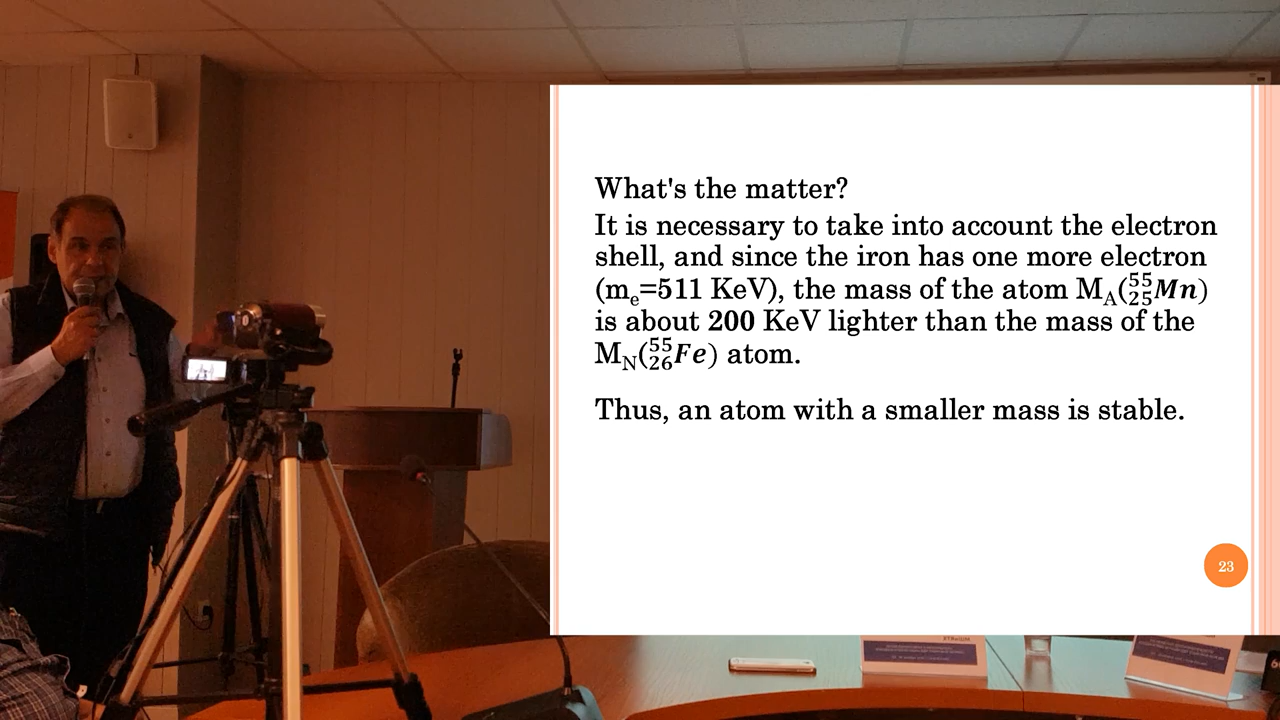 What's the matter?
It is necessary to take into account the electron
shell, and since the iron has one more electron
(mₑ=511 KeV), the mass of the atom M_A(⁵⁵₂₅Mn)
is about 200 KeV lighter than the mass of the
M_N(⁵⁵₂₆Fe) atom.
Thus, an atom with a smaller mass is stable.
23